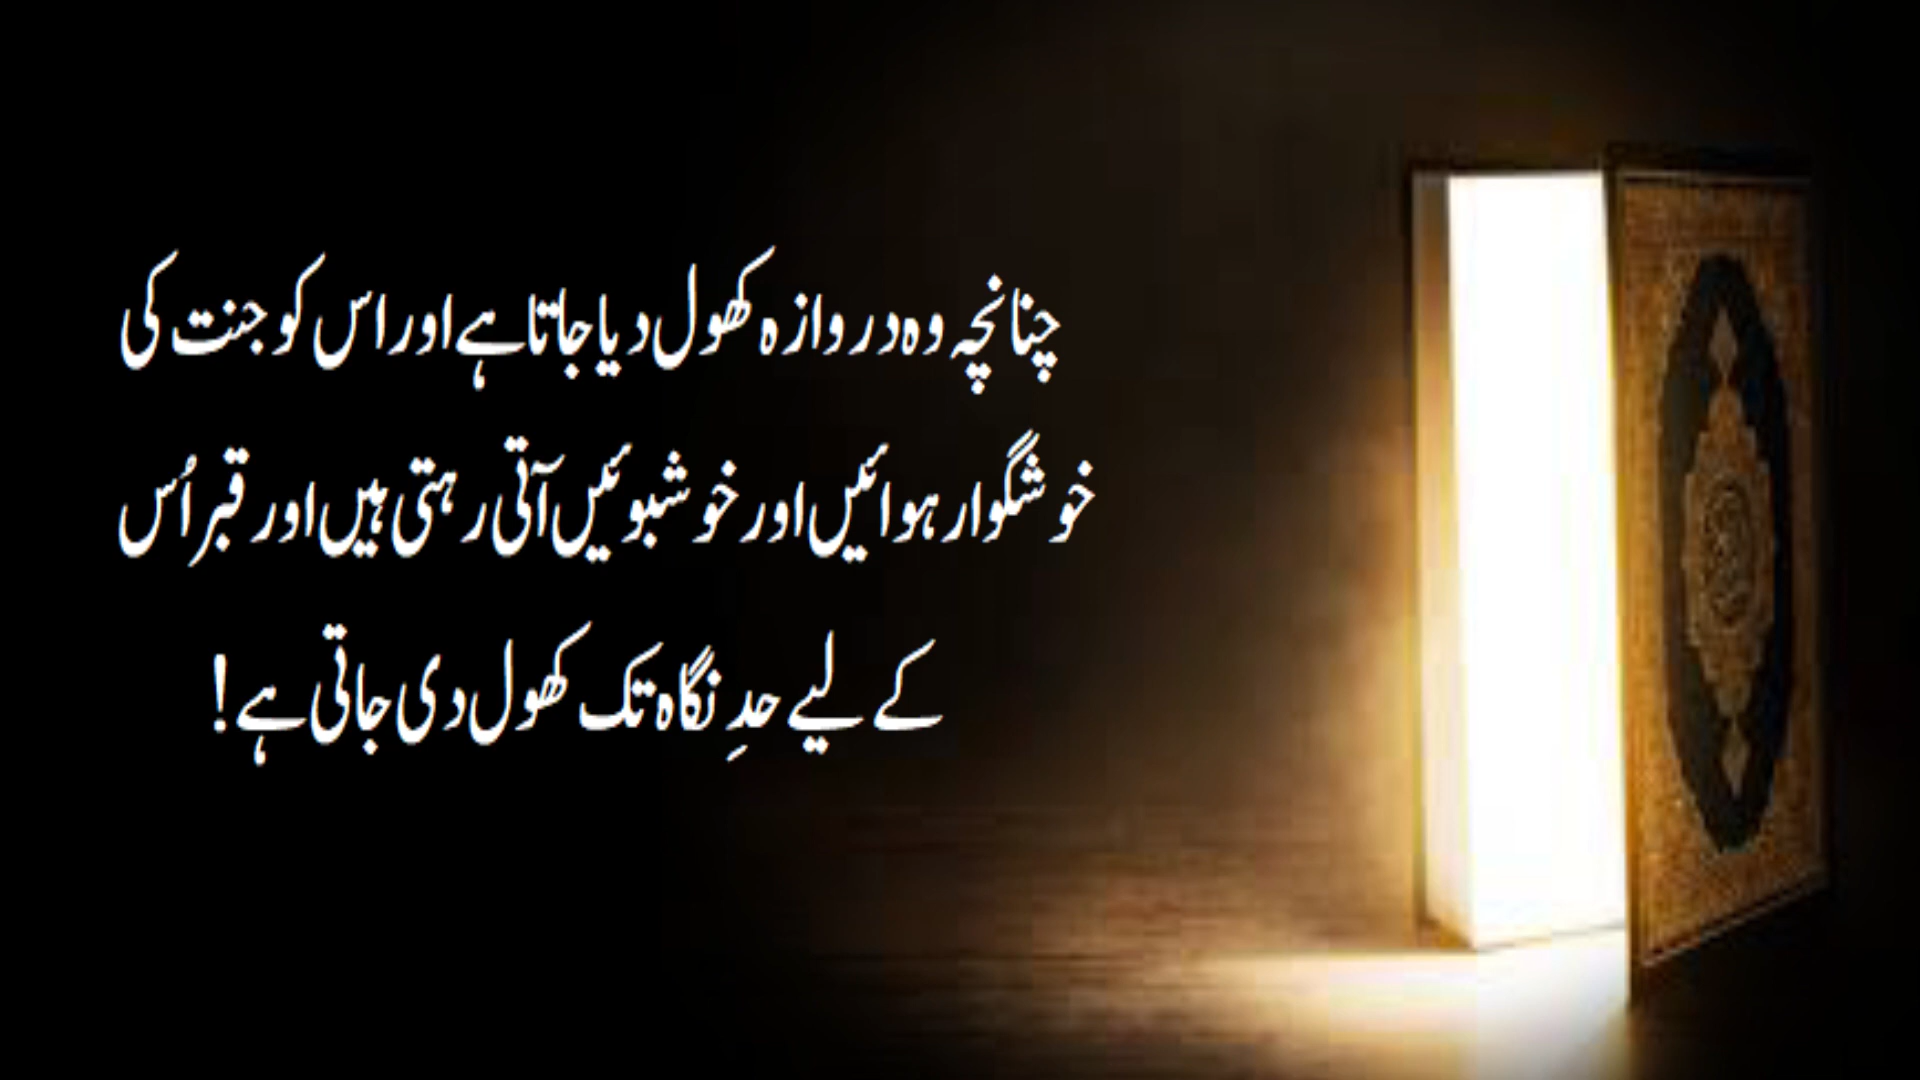 چنانچہ وہ دروازہ کھول دیا جاتا ہے اور اس کو جنت کی
خوشگوار ہوائیں اور خوشبوئیں آتی رہتی ہیں اور قبر اُس
کے لیے حدِ نگاہ تک کھول دی جاتی ہے!